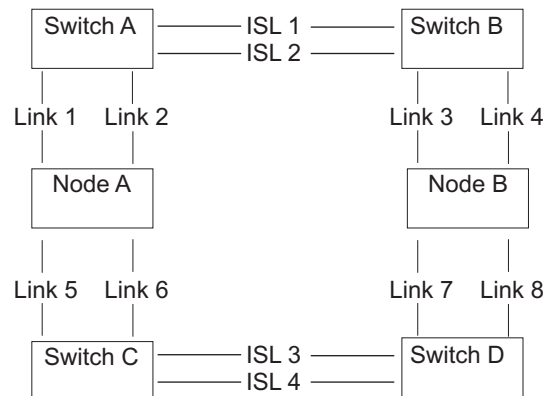 Switch A
ISL 1
Switch B
ISL 2
Link 1
Link 2
Link 3
Link 4
Node A
Node B
Link 5
Link 6
Link 7
Link 8
Switch C
ISL 3
Switch D
ISL 4